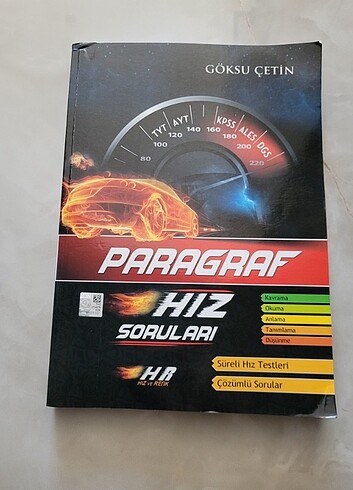 GÖKSU ÇETİN
TYT AYT KPSS ALES DGS
80 100 120 140 160 180 200 220
PARAGRAF
HIZ
SORULARI
Kavrama
Okuma
Anlama
Tanımlama
Düşünme
HR
HIZ ve RENK
Süreli Hız Testleri
Çözümlü Sorular